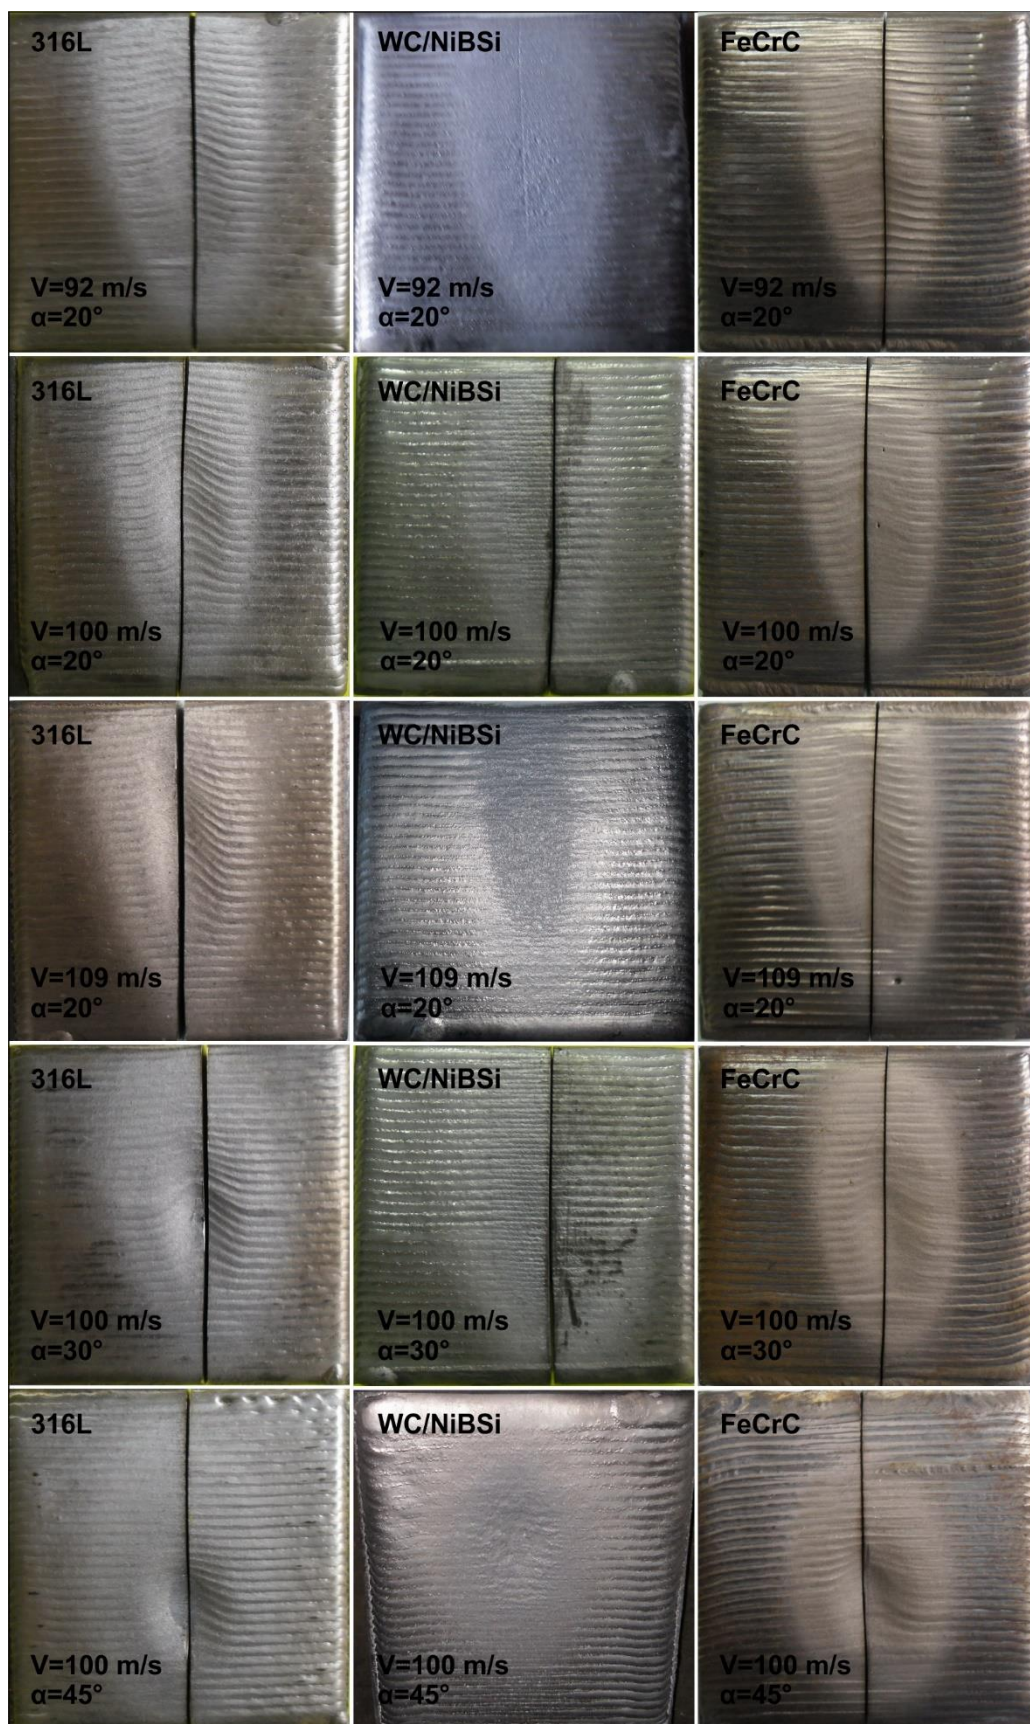 316L
WC/NiBSi
FeCrC
V=92 m/s
α=20°
V=92 m/s
α=20°
V=92 m/s
α=20°
316L
WC/NiBSi
FeCrC
V=100 m/s
α=20°
V=100 m/s
α=20°
V=100 m/s
α=20°
316L
WC/NiBSi
FeCrC
V=109 m/s
α=20°
V=109 m/s
α=20°
V=109 m/s
α=20°
316L
WC/NiBSi
FeCrC
V=100 m/s
α=30°
V=100 m/s
α=30°
V=100 m/s
α=30°
316L
WC/NiBSi
FeCrC
V=100 m/s
α=45°
V=100 m/s
α=45°
V=100 m/s
α=45°